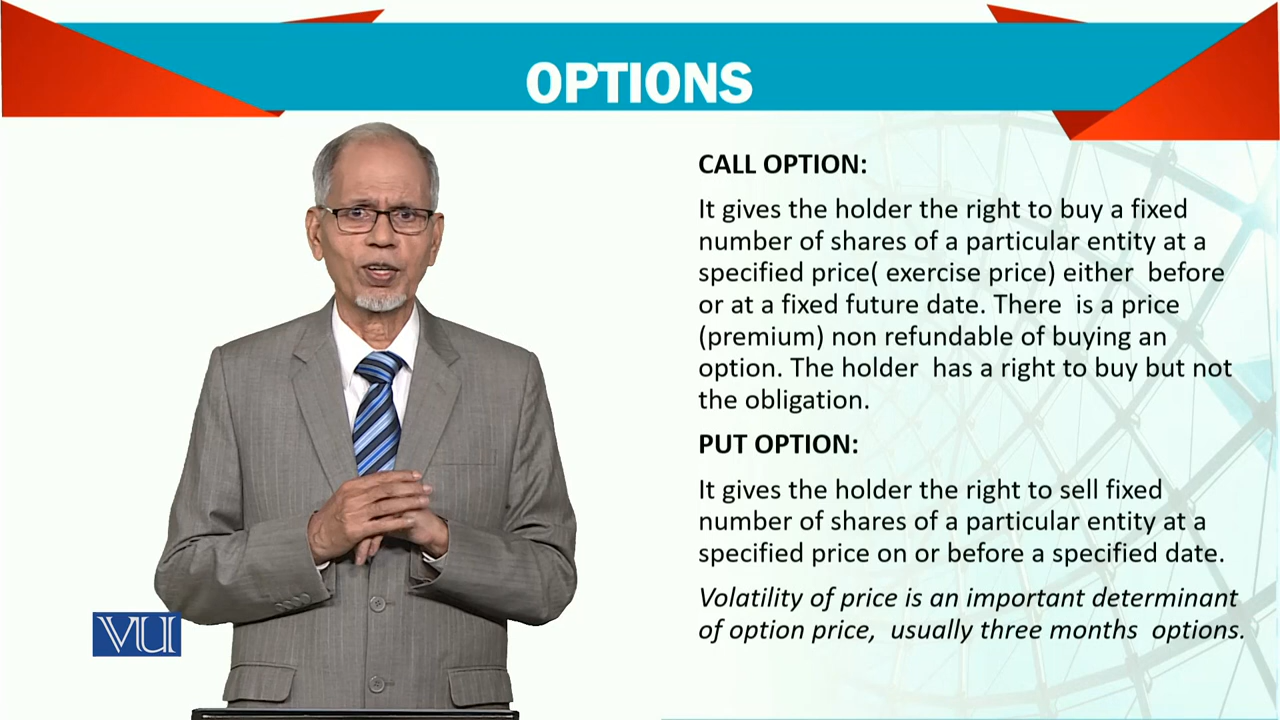 OPTIONS
CALL OPTION:
It gives the holder the right to buy a fixed
number of shares of a particular entity at a
specified price( exercise price) either before
or at a fixed future date. There is a price
(premium) non refundable of buying an
option. The holder has a right to buy but not
the obligation.
PUT OPTION:
It gives the holder the right to sell fixed
number of shares of a particular entity at a
specified price on or before a specified date.
Volatility of price is an important determinant
of option price, usually three months options.
VU